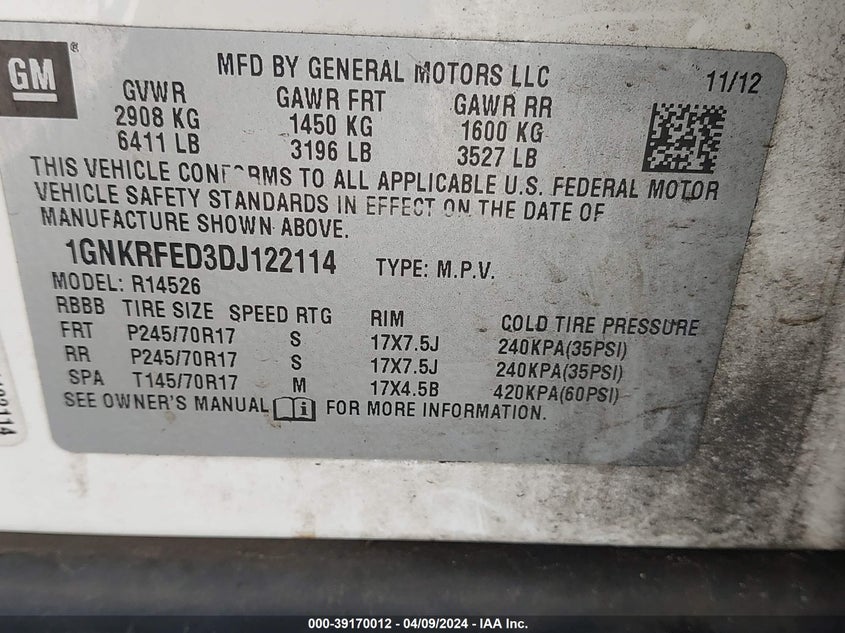 GM®
MFD BY GENERAL MOTORS LLC 11/12
GVWR GAWR FRT GAWR RR
2908 KG 1450 KG 1600 KG
6411 LB 3196 LB 3527 LB
THIS VEHICLE CONFORMS TO ALL APPLICABLE U.S. FEDERAL MOTOR
VEHICLE SAFETY STANDARDS IN EFFECT ON THE DATE OF
MANUFACTURE SHOWN ABOVE.
1GNKRFED3DJ122114 TYPE: M.P.V.
MODEL: R14526
RBBB TIRE SIZE SPEED RTG RIM COLD TIRE PRESSURE
FRT P245/70R17 S 17X7.5J 240KPA(35PSI)
RR P245/70R17 S 17X7.5J 240KPA(35PSI)
SPA T145/70R17 M 17X4.5B 420KPA(60PSI)
SEE OWNER'S MANUAL i FOR MORE INFORMATION.
000-39170012 - 04/09/2024 - IAA Inc.